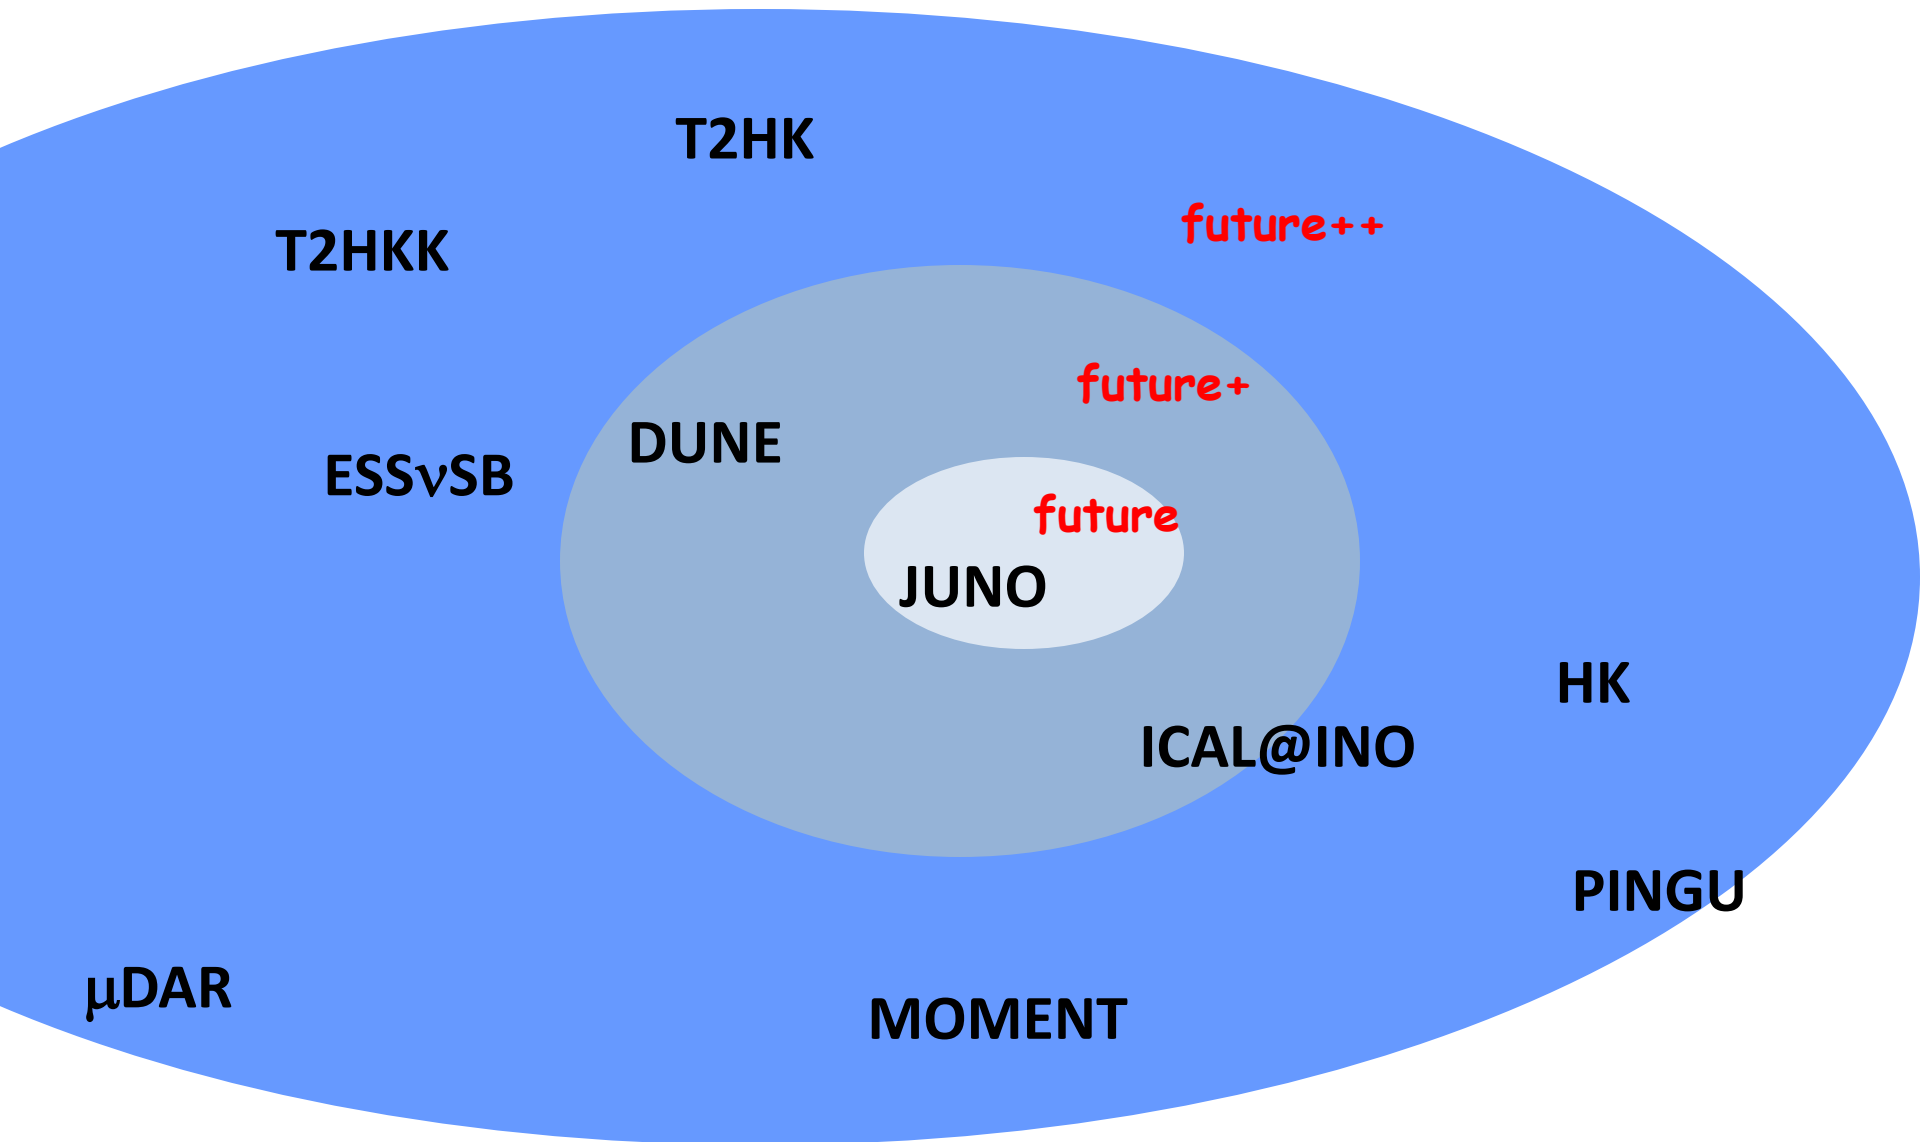 T2HK
future++
T2HKK
future+
DUNE
ESSνSB
future
JUNO
HK
ICAL@INO
PINGU
μDAR
MOMENT